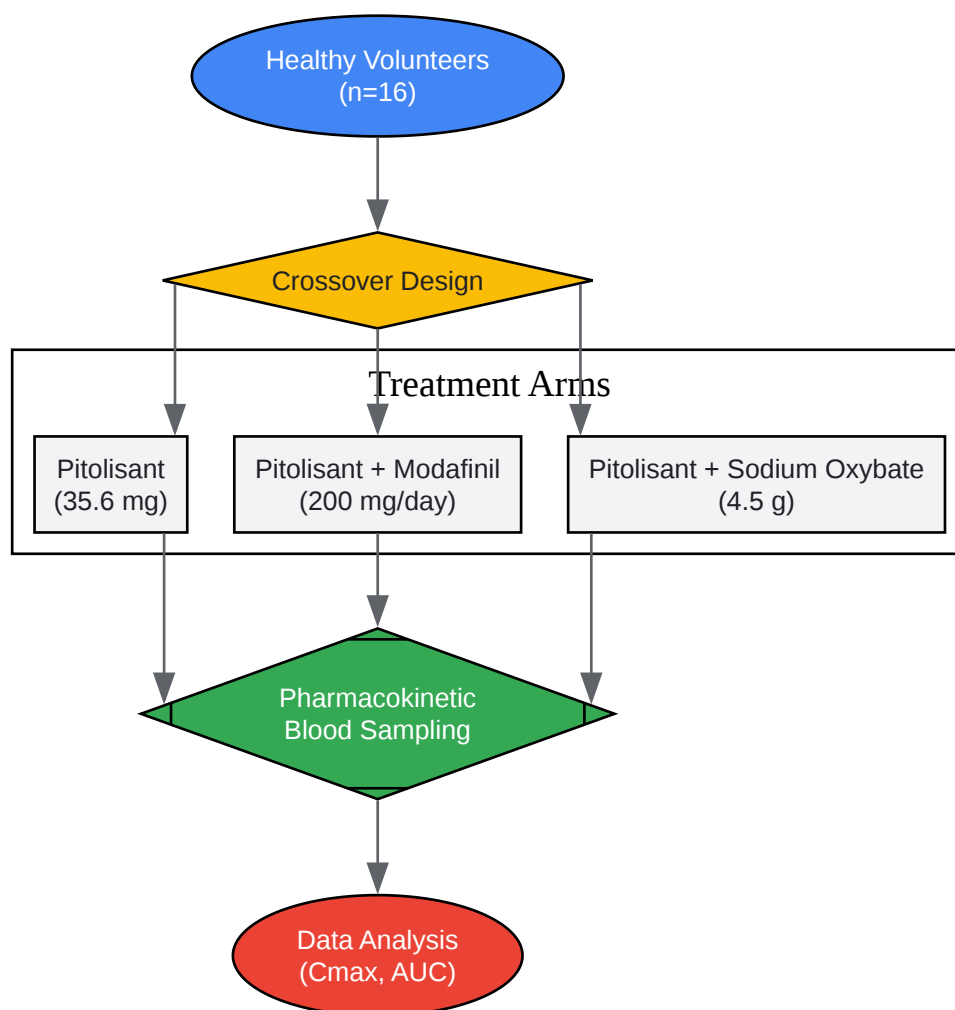 Healthy Volunteers
(n=16)
Crossover Design
Treatment Arms
Pitolisant
(35.6 mg)
Pitolisant + Modafinil
(200 mg/day)
Pitolisant + Sodium Oxybate
(4.5 g)
Pharmacokinetic
Blood Sampling
Data Analysis
(Cmax, AUC)